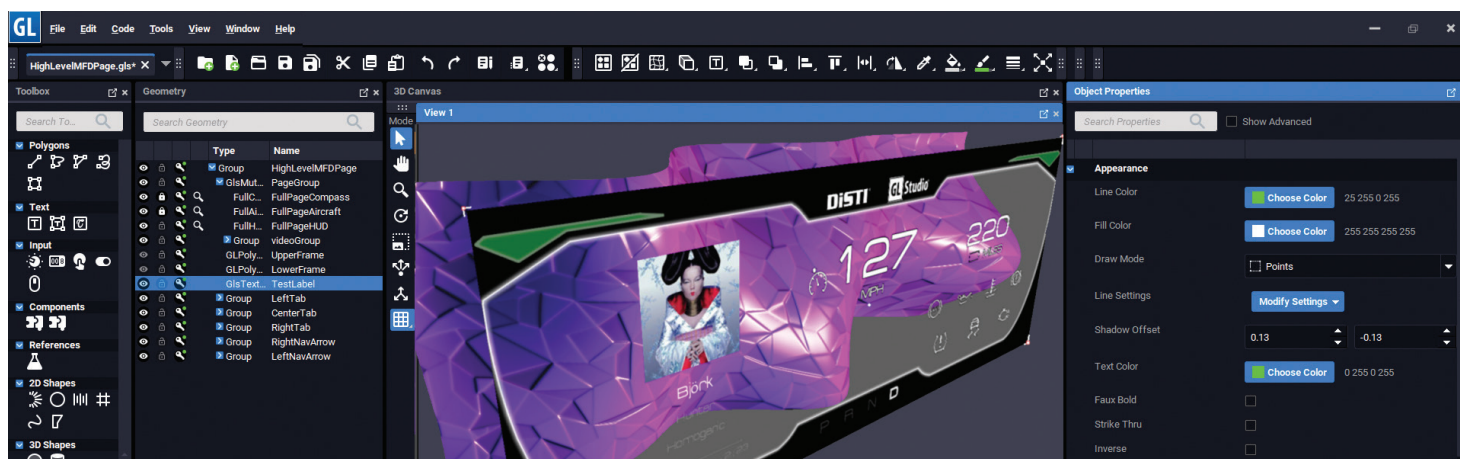 GL File Edit Code Tools View Window Help
HighLevelMFDPage.gls*
Toolbox
Geometry
3D Canvas
Object Properties
Search To...
Search Geometry
Mode
View 1
Search Properties
Show Advanced
Polygons
Text
Input
Components
References
2D Shapes
3D Shapes
Type Name
Group HighLevelMFDPage
GlsMut... PageGroup
FullC... FullPageCompass
FullAi... FullPageAircraft
FullH... FullPageHUD
Group videoGroup
GLPoly... UpperFrame
GLPoly... LowerFrame
GlsText... TestLabel
Group LeftTab
Group CenterTab
Group RightTab
Group RightNavArrow
Group LeftNavArrow
DiSTI GL Studio
127
MPH
220
Björk
P R N D
Appearance
Line Color Choose Color 25 255 0 255
Fill Color Choose Color 255 255 255 255
Draw Mode Points
Line Settings Modify Settings
Shadow Offset 0.13 -0.13
Text Color Choose Color 0 255 0 255
Faux Bold
Strike Thru
Inverse